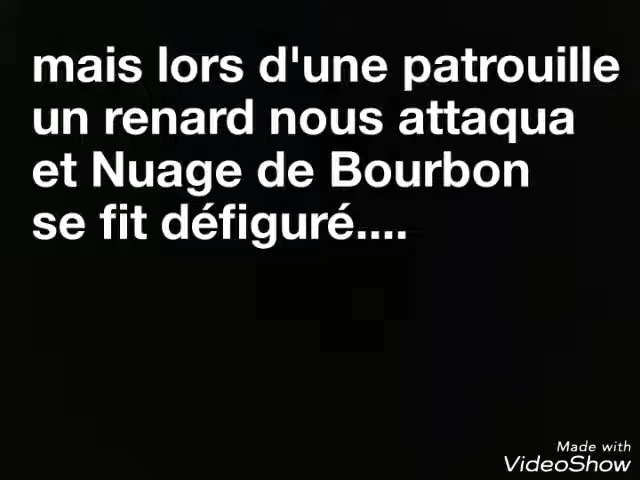 mais lors d'une patrouille
un renard nous attaqua
et Nuage de Bourbon
se fit défiguré....
Made with
VideoShow